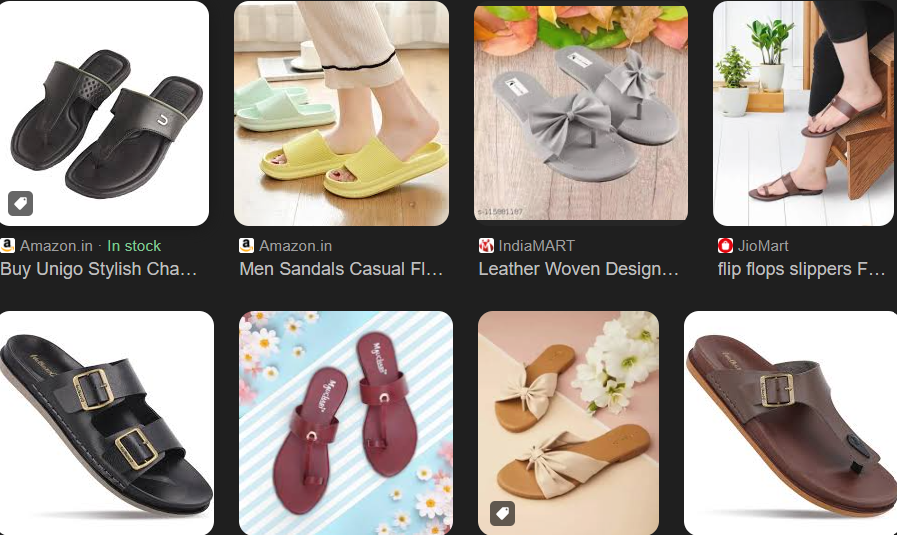 s-115001107
Amazon.in · In stock
Buy Unigo Stylish Cha...
Amazon.in
Men Sandals Casual Fl...
IndiaMART
Leather Woven Design...
JioMart
flip flops slippers F...